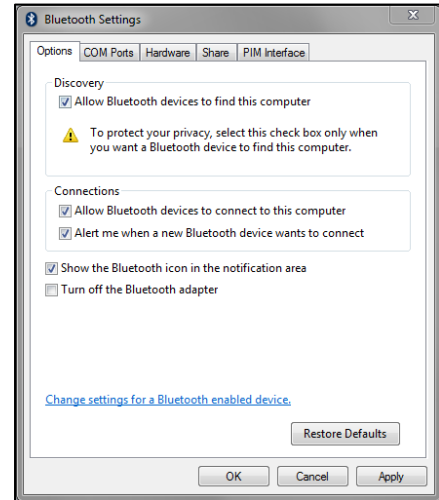 Bluetooth Settings
Options COM Ports Hardware Share PIM Interface
Discovery
Allow Bluetooth devices to find this computer
To protect your privacy, select this check box only when
you want a Bluetooth device to find this computer.
Connections
Allow Bluetooth devices to connect to this computer
Alert me when a new Bluetooth device wants to connect
Show the Bluetooth icon in the notification area
Turn off the Bluetooth adapter
Change settings for a Bluetooth enabled device.
Restore Defaults
OK Cancel Apply